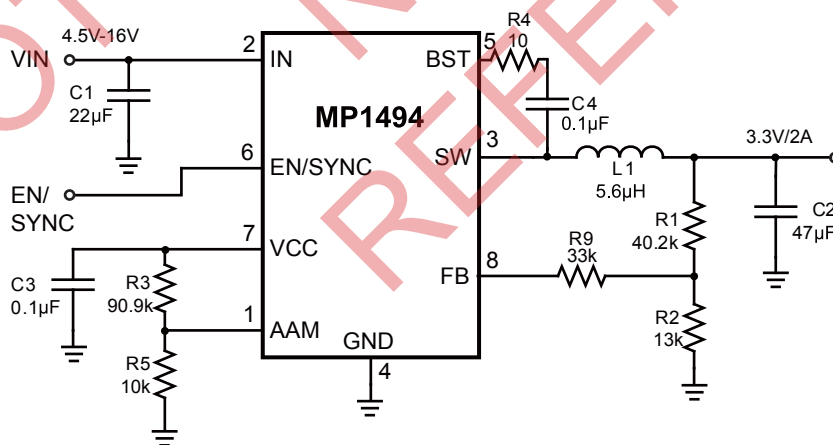 4.5V-16V
VIN
C1
22µF
2
IN
BST
5
R4
10
C4
0.1µF
MP1494
SW
3
L1
5.6µH
3.3V/2A
C2
47µF
EN/
SYNC
6
EN/SYNC
7
VCC
C3
0.1µF
R3
90.9k
1
AAM
R5
10k
GND
4
FB
8
R9
33k
R1
40.2k
R2
13k
REFE